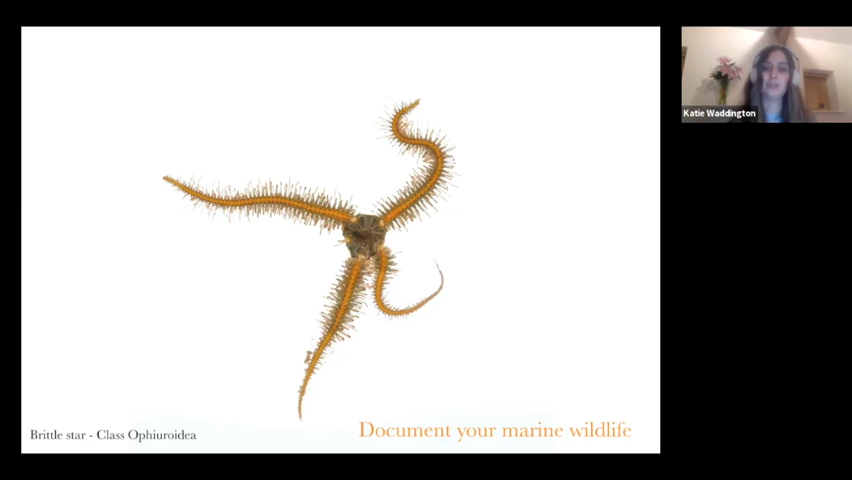 Katie Waddington
Brittle star - Class Ophiuroidea
Document your marine wildlife